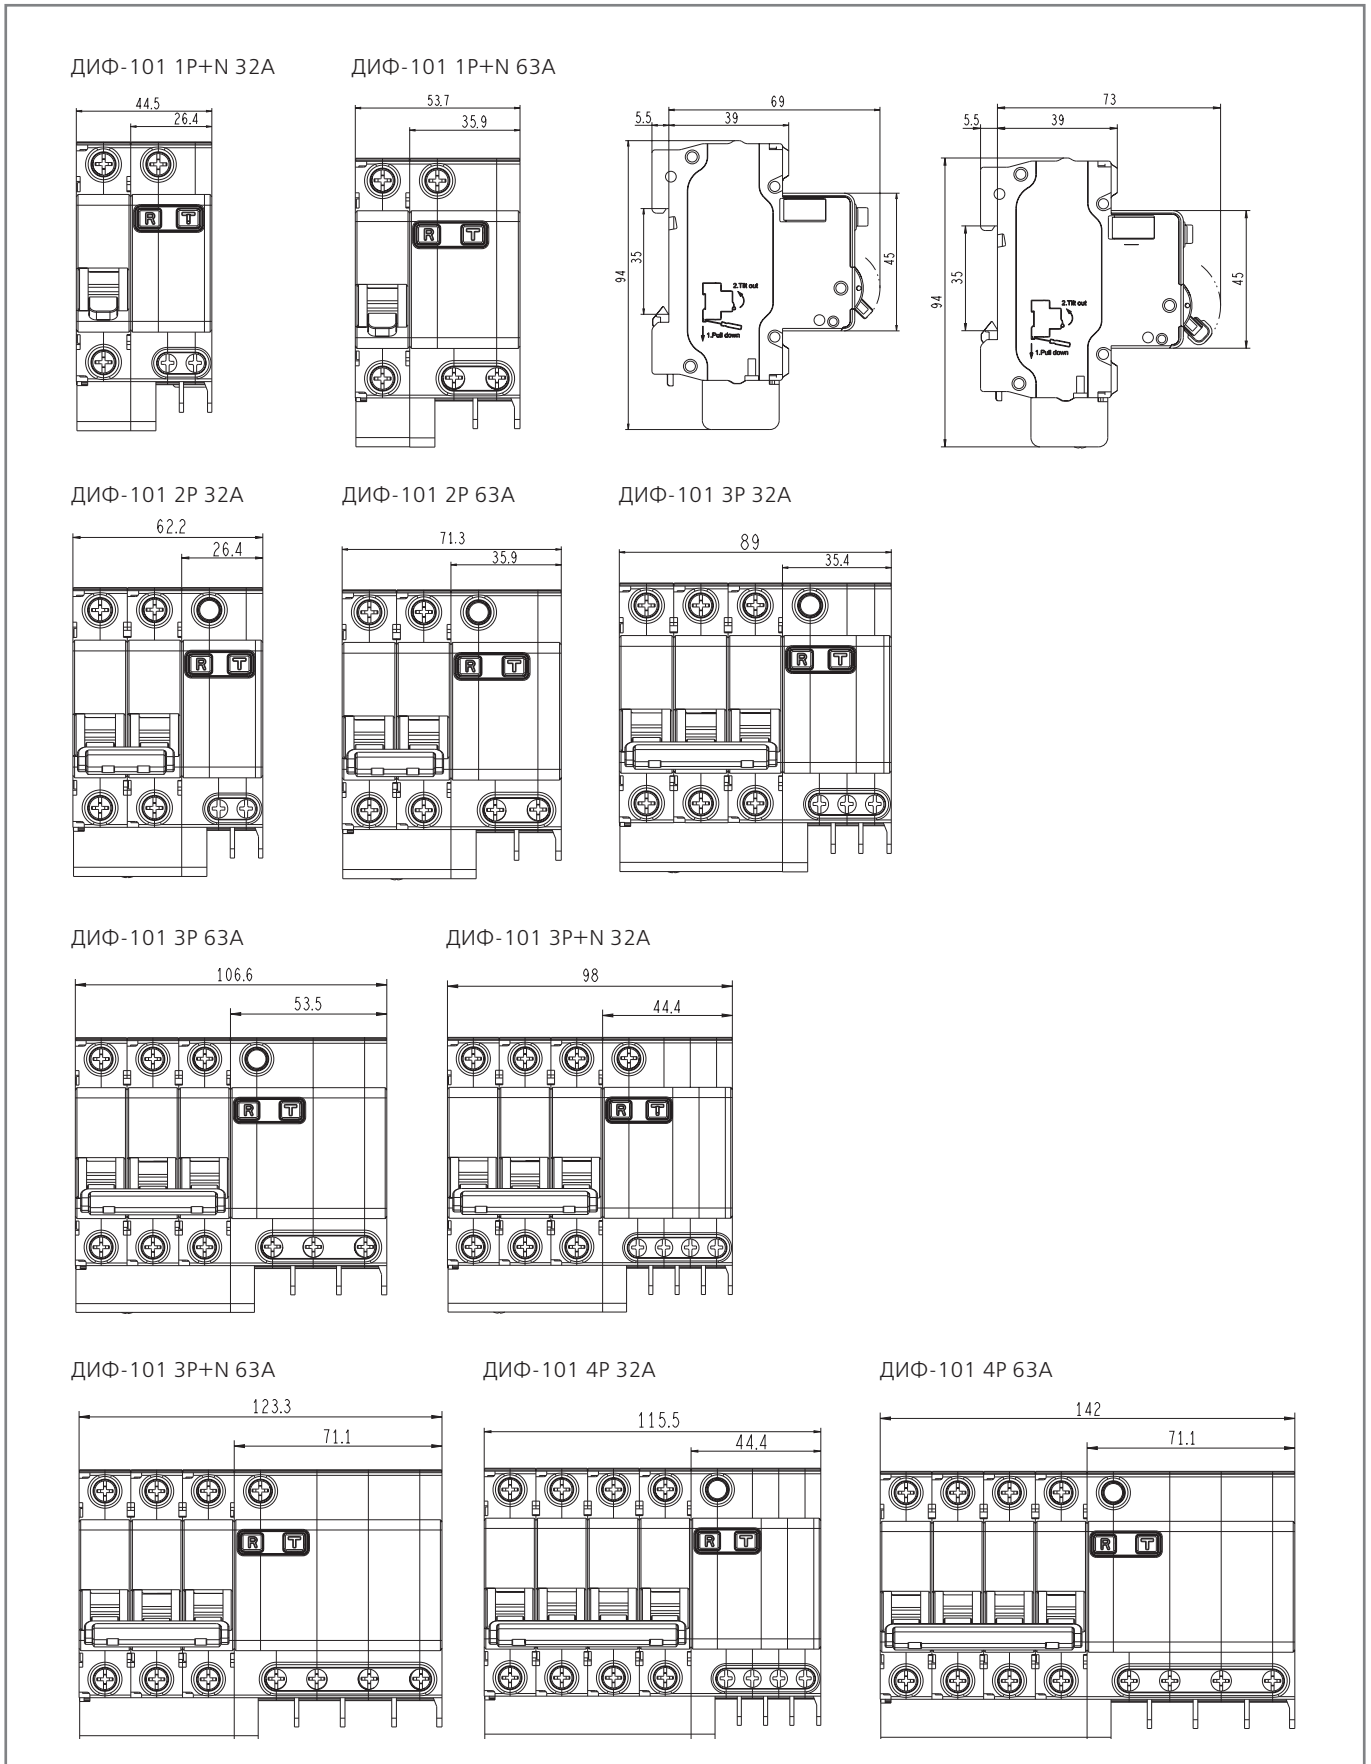 ДИФ-101 1P+N 32A
ДИФ-101 1P+N 63A
44.5
26.4
R T
53.7
35.9
R T
69
5.5
39
94
35
45
2.Tilt out
1.Pull down
73
5.5
39
94
35
45
2.Tilt out
1.Pull down
ДИФ-101 2P 32A
ДИФ-101 2P 63A
ДИФ-101 3P 32A
62.2
26.4
R T
71.3
35.9
R T
89
35.4
R T
ДИФ-101 3P 63A
ДИФ-101 3P+N 32A
106.6
53.5
R T
98
44.4
R T
ДИФ-101 3P+N 63A
ДИФ-101 4P 32A
ДИФ-101 4P 63A
123.3
71.1
R T
115.5
44.4
R T
142
71.1
R T